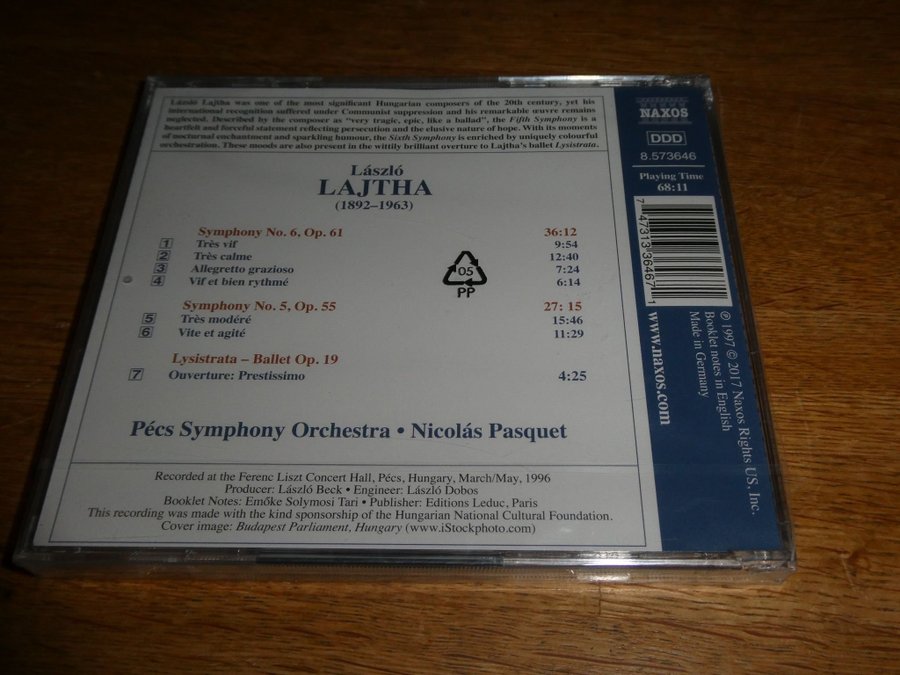 László Lajtha was one of the most significant Hungarian composers of the 20th century, yet his
international recognition suffered under Communist suppression and his remarkable œuvre remains
neglected. Described by the composer as “very tragic, epic, like a ballad”, the Fifth Symphony is a
heartfelt and forceful statement reflecting persecution and the elusive nature of hope. With its moments
of nocturnal enchantment and sparkling humour, the Sixth Symphony is enriched by uniquely colourful
orchestration. These moods are also present in the wittily brilliant overture to Lajtha’s ballet Lysistrata.
László
LAJTHA
(1892–1963)
Symphony No. 6, Op. 61 36:12
1 Très vif 9:54
2 Très calme 12:40
3 Allegretto grazioso 7:24
4 Vif et bien rythmé 6:14
Symphony No. 5, Op. 55 27: 15
5 Très modéré 15:46
6 Vite et agité 11:29
Lysistrata – Ballet Op. 19
7 Ouverture: Prestissimo 4:25
05
PP
Pécs Symphony Orchestra • Nicolás Pasquet
Recorded at the Ferenc Liszt Concert Hall, Pécs, Hungary, March/May, 1996
Producer: László Beck • Engineer: László Dobos
Booklet Notes: Emőke Solymosi Tari • Publisher: Editions Leduc, Paris
This recording was made with the kind sponsorship of the Hungarian National Cultural Foundation.
Cover image: Budapest Parliament, Hungary (www.iStockphoto.com)
NAXOS
DDD
8.573646
Playing Time
68:11
7 47313 36467 1
www.naxos.com
℗ 1997 © 2017 Naxos Rights US, Inc.
Booklet notes in English
Made in Germany